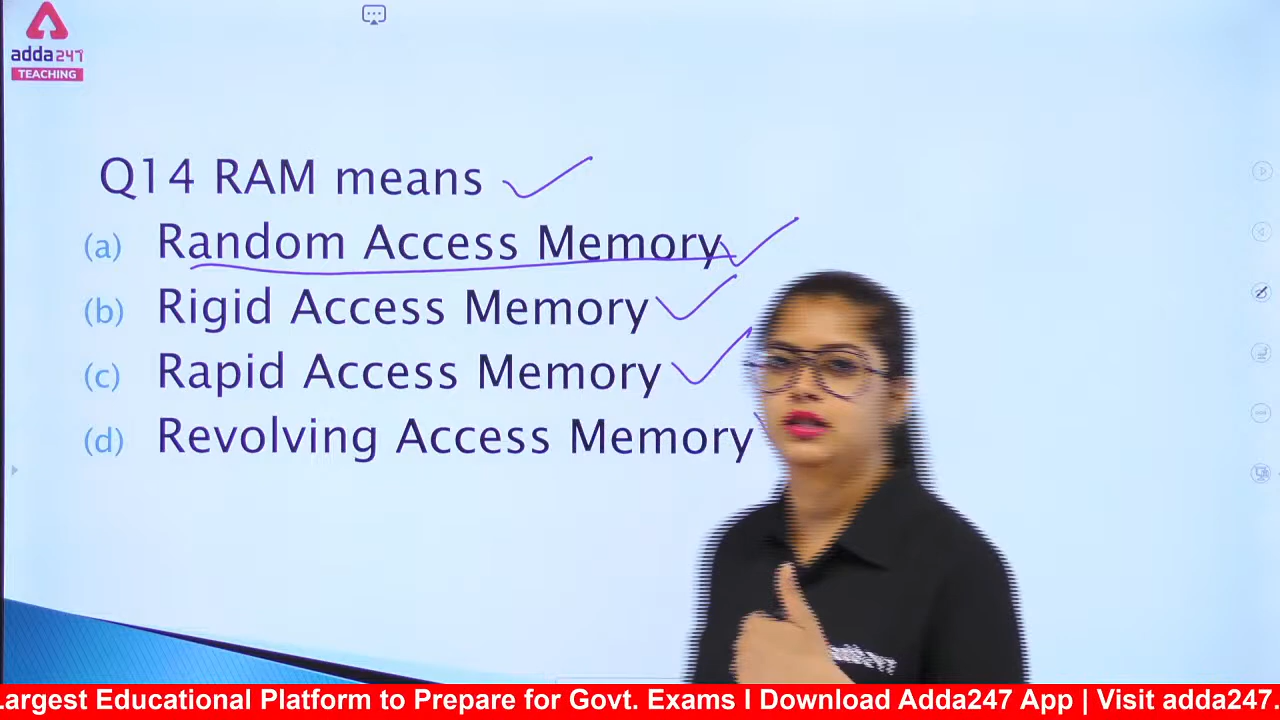 adda247
TEACHING
Q14 RAM means
(a) Random Access Memory
(b) Rigid Access Memory
(c) Rapid Access Memory
(d) Revolving Access Memory
argest Educational Platform to Prepare for Govt. Exams I Download Adda247 App | Visit adda247.